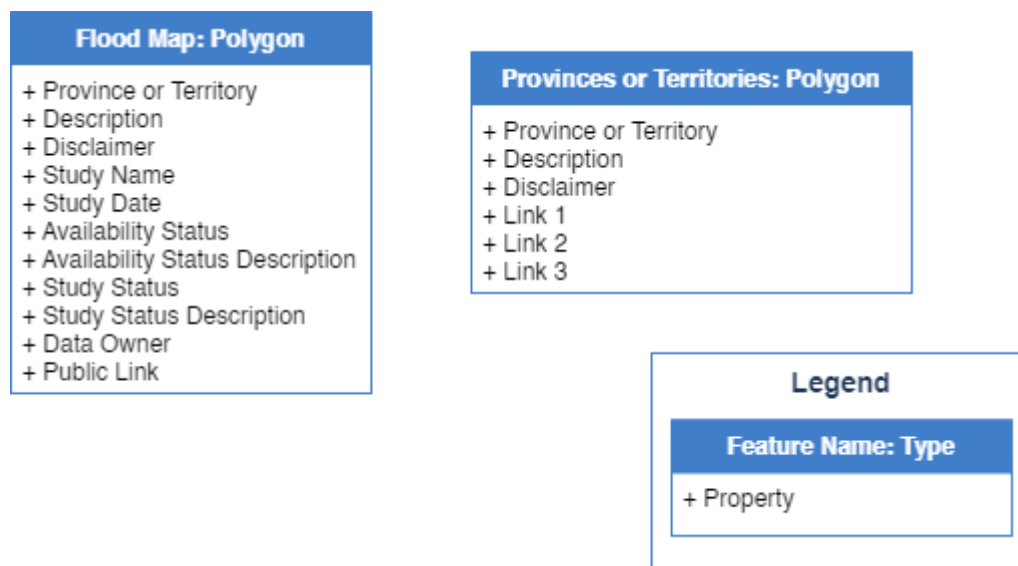 Flood Map: Polygon
+ Province or Territory
+ Description
+ Disclaimer
+ Study Name
+ Study Date
+ Availability Status
+ Availability Status Description
+ Study Status
+ Study Status Description
+ Data Owner
+ Public Link
Provinces or Territories: Polygon
+ Province or Territory
+ Description
+ Disclaimer
+ Link 1
+ Link 2
+ Link 3
Legend
Feature Name: Type
+ Property